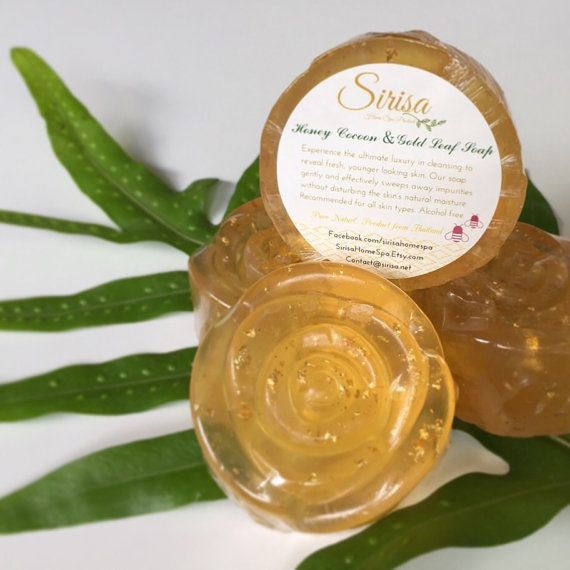 Sirisa
Home Spa Product
Honey Cocoon & Gold Leaf Soap
Experience the ultimate luxury in cleansing to
reveal fresh, younger looking skin. Our soap
gently and effectively sweeps away impurities
without disturbing the skin's natural moisture
Recommended for all skin types. Alcohol free
Pure Natural Product from Thailand
Facebook.com/sirisahomespa
SirisaHomeSpa.Etsy.com
Contact@sirisa.net